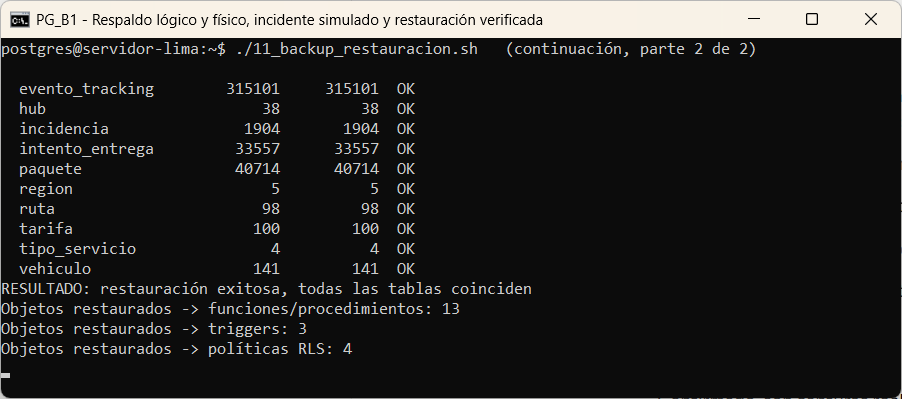 PG_B1 - Respaldo lógico y físico, incidente simulado y restauración verificada
postgres@servidor-lima:~$ ./11_backup_restauracion.sh   (continuación, parte 2 de 2)
evento_tracking        315101     315101  OK
hub                        38         38  OK
incidencia               1904       1904  OK
intento_entrega         33557      33557  OK
paquete                 40714      40714  OK
region                      5          5  OK
ruta                       98         98  OK
tarifa                    100        100  OK
tipo_servicio               4          4  OK
vehiculo                  141        141  OK
RESULTADO: restauración exitosa, todas las tablas coinciden
Objetos restaurados -> funciones/procedimientos: 13
Objetos restaurados -> triggers: 3
Objetos restaurados -> políticas RLS: 4